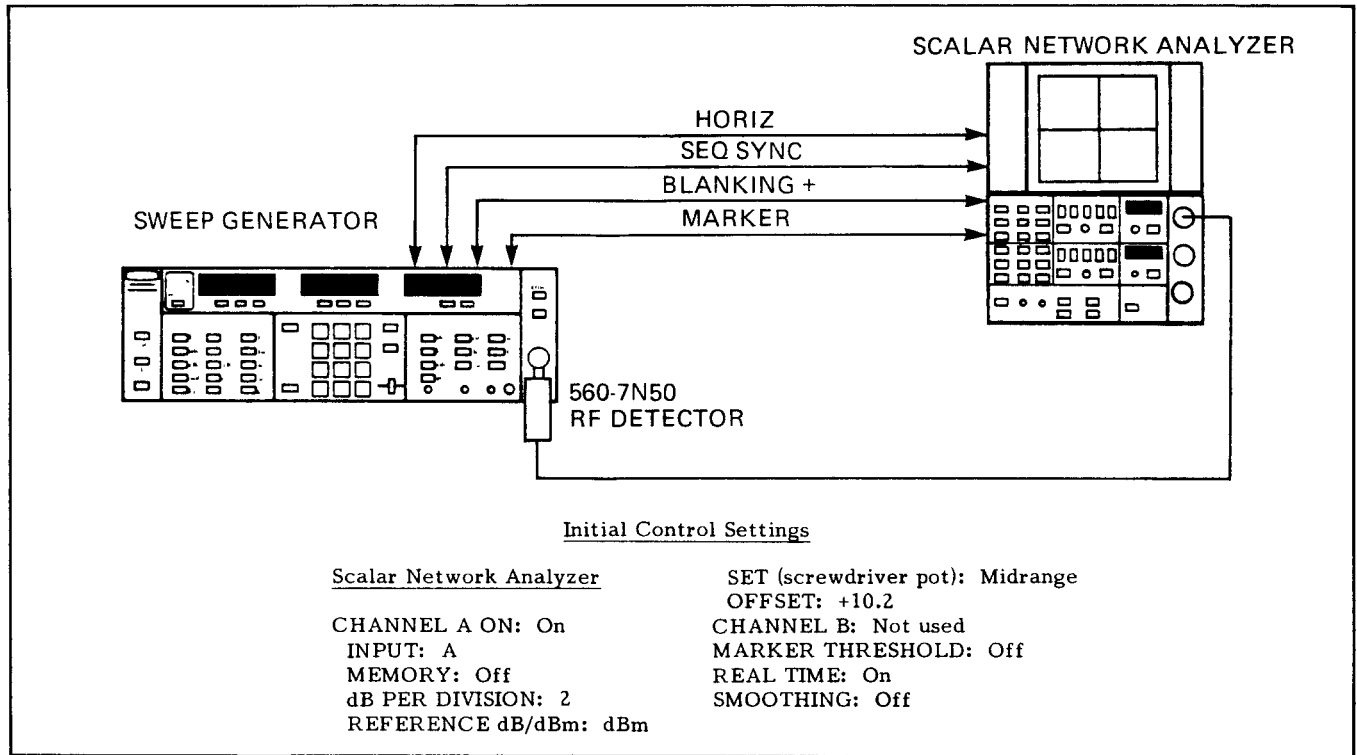 SCALAR NETWORK ANALYZER
HORIZ
SEQ SYNC
BLANKING +
MARKER
SWEEP GENERATOR
560-7N50
RF DETECTOR
Initial Control Settings
Scalar Network Analyzer
CHANNEL A ON: On
INPUT: A
MEMORY: Off
dB PER DIVISION: 2
REFERENCE dB/dBm: dBm
SET (screwdriver pot): Midrange
OFFSET: +10.2
CHANNEL B: Not used
MARKER THRESHOLD: Off
REAL TIME: On
SMOOTHING: Off